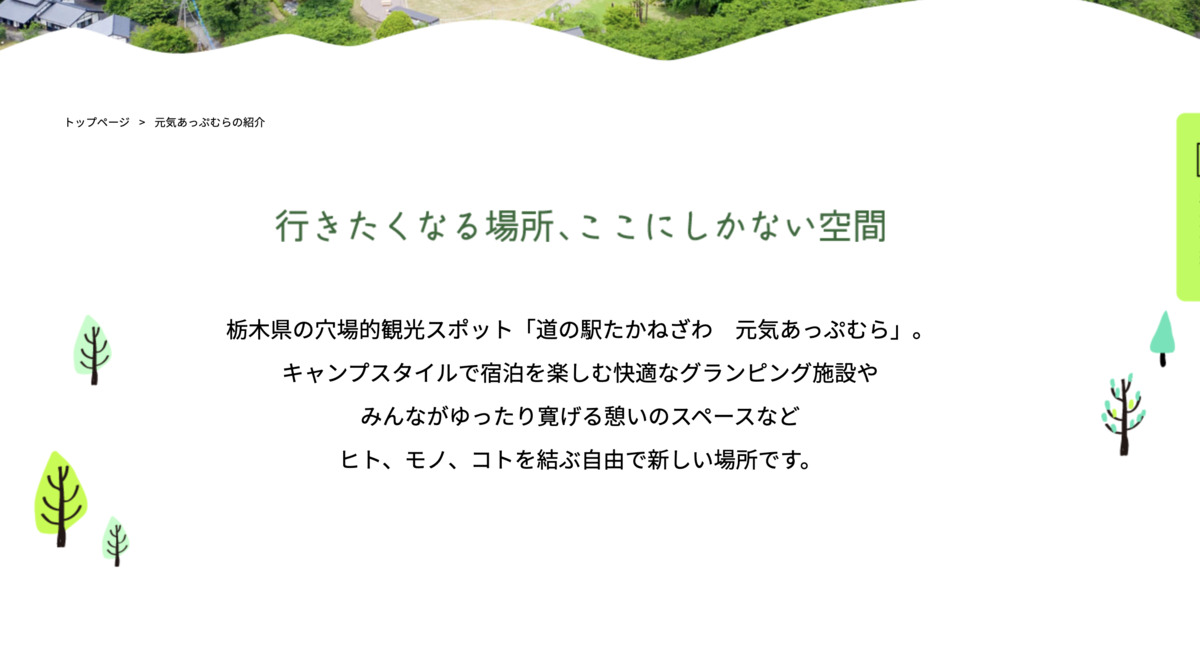 トップページ > 元気あっぷむらの紹介
行きたくなる場所、ここにしかない空間
栃木県の穴場的観光スポット「道の駅たかねざわ　元気あっぷむら」。
キャンプスタイルで宿泊を楽しむ快適なグランピング施設や
みんながゆったり寛げる憩いのスペースなど
ヒト、モノ、コトを結ぶ自由で新しい場所です。